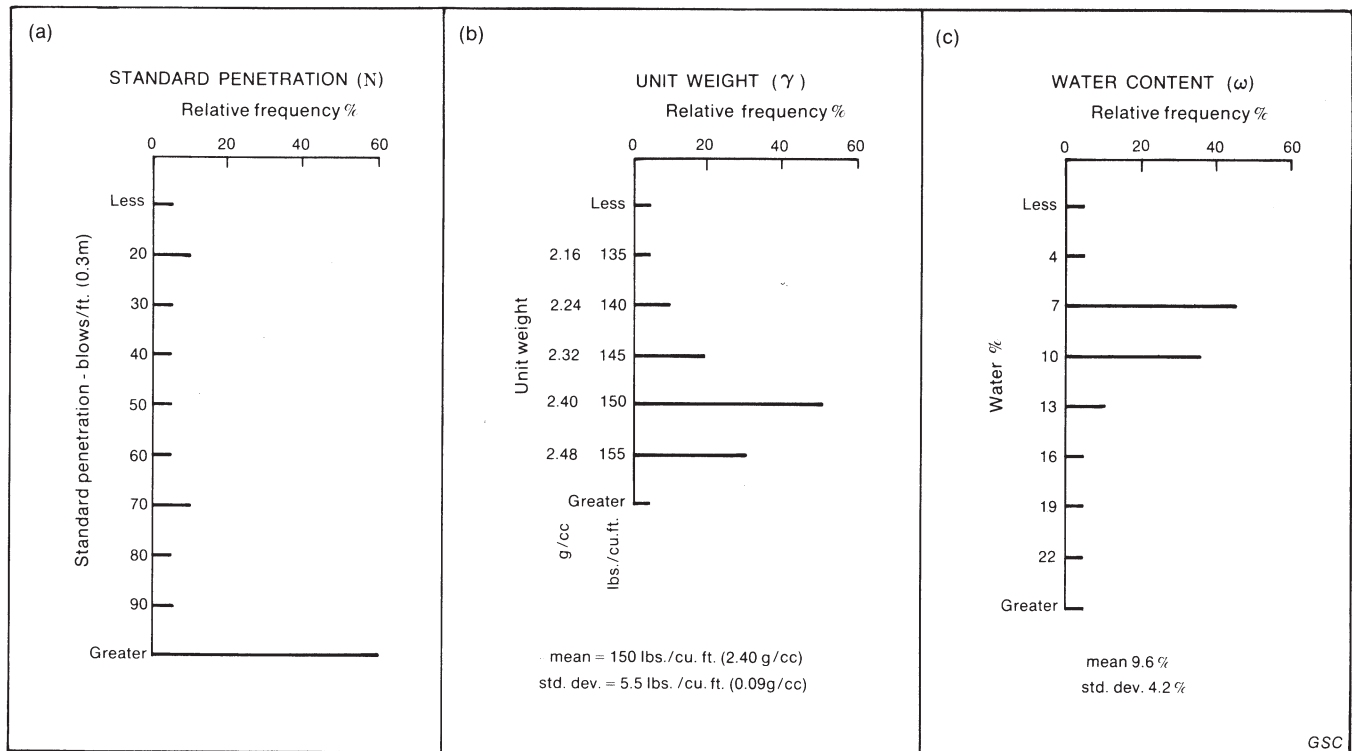 (a)
STANDARD PENETRATION (N)
Relative frequency %
0 20 40 60
Standard penetration - blows/ft. (0.3m)
Less
20
30
40
50
60
70
80
90
Greater
(b)
UNIT WEIGHT (γ)
Relative frequency %
0 20 40 60
Unit weight
Less
2.16 135
2.24 140
2.32 145
2.40 150
2.48 155
Greater
g/cc
lbs./cu.ft.
mean = 150 lbs./cu. ft. (2.40 g/cc)
std. dev. = 5.5 lbs./cu. ft. (0.09g/cc)
(c)
WATER CONTENT (ω)
Relative frequency %
0 20 40 60
Water %
Less
4
7
10
13
16
19
22
Greater
mean 9.6 %
std. dev. 4.2 %
GSC